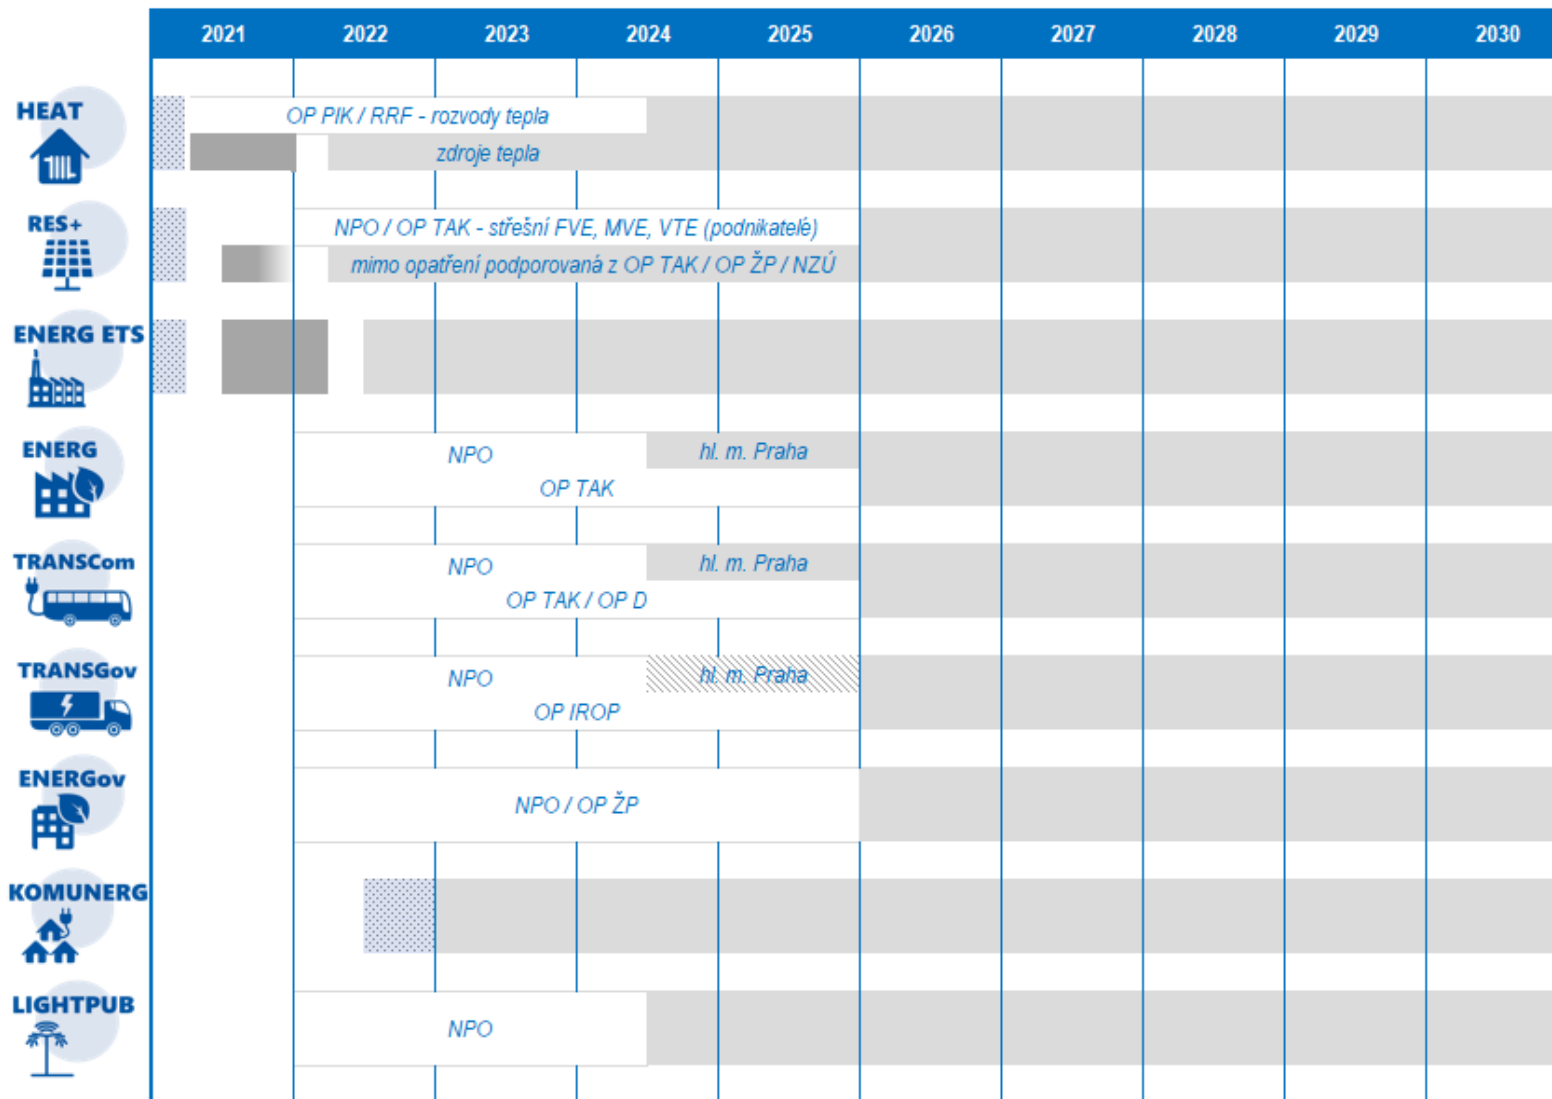 2021 2022 2023 2024 2025 2026 2027 2028 2029 2030
HEAT
OP PIK / RRF - rozvody tepla
zdroje tepla
RES+
NPO / OP TAK - střešní FVE, MVE, VTE (podnikatelé)
mimo opatření podporovaná z OP TAK / OP ŽP / NZÚ
ENERG ETS
ENERG
NPO
hl. m. Praha
OP TAK
TRANSCom
NPO
hl. m. Praha
OP TAK / OP D
TRANSGov
NPO
hl. m. Praha
OP IROP
ENERGov
NPO / OP ŽP
KOMUNERG
LIGHTPUB
NPO